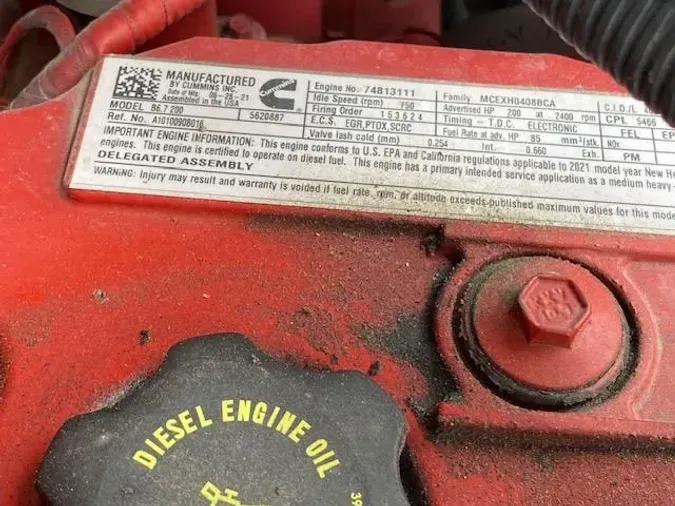 MANUFACTURED
BY CUMMINS INC.
Date of Mfg. 06-26-21
Assembled in the USA
MODEL B6.7 200 5620887
Ref. No. A10100908018
Engine No. 74813111
Idle Speed (rpm) 750
Firing Order 153624
E.C.S. EGR,PTOX,SCRC
Valve lash cold (mm) 0.254 Int. 0.660 Exh.
Family MCEXH0408BCA
Advertised HP 200 at 2400 rpm
Timing - T.D.C. ELECTRONIC
Fuel Rate at adv. HP 85 mm³/stk.
C.I.D./L
CPL 5466
FEL
NOx
PM
IMPORTANT ENGINE INFORMATION: This engine conforms to U.S. EPA and California regulations applicable to 2021 model year New He
engines. This engine is certified to operate on diesel fuel. This engine has a primary intended service application as a medium heavy-
DELEGATED ASSEMBLY
WARNING: Injury may result and warranty is voided if fuel rate, rpm, or altitude exceeds published maximum values for this mode
DIESEL ENGINE OIL
39